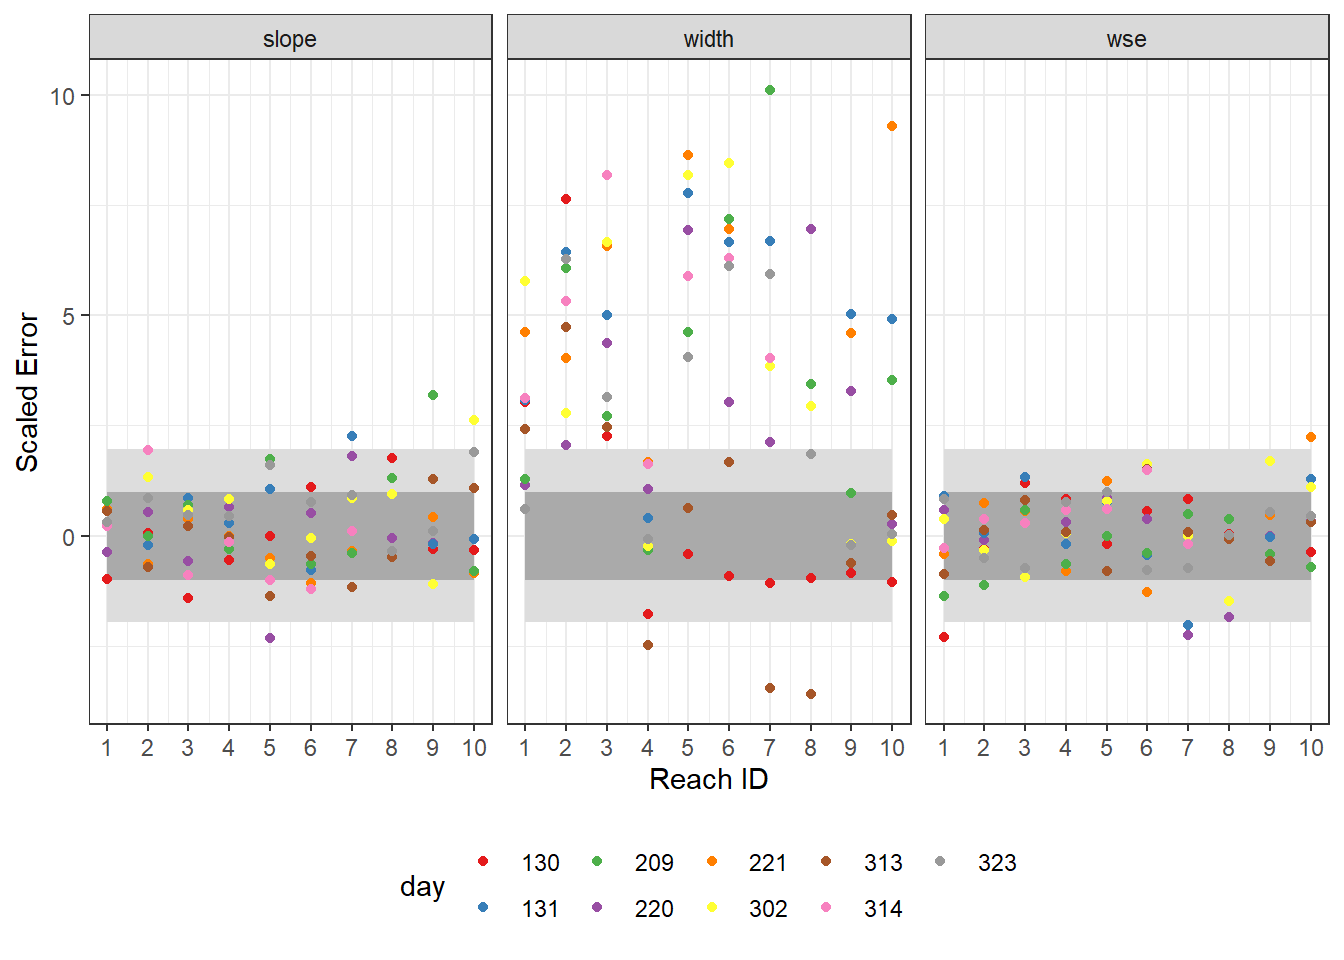 slope width wse
10
5
0
Scaled Error
1 2 3 4 5 6 7 8 9 10 1 2 3 4 5 6 7 8 9 10 1 2 3 4 5 6 7 8 9 10
Reach ID
day
130 209 221 313 323
131 220 302 314